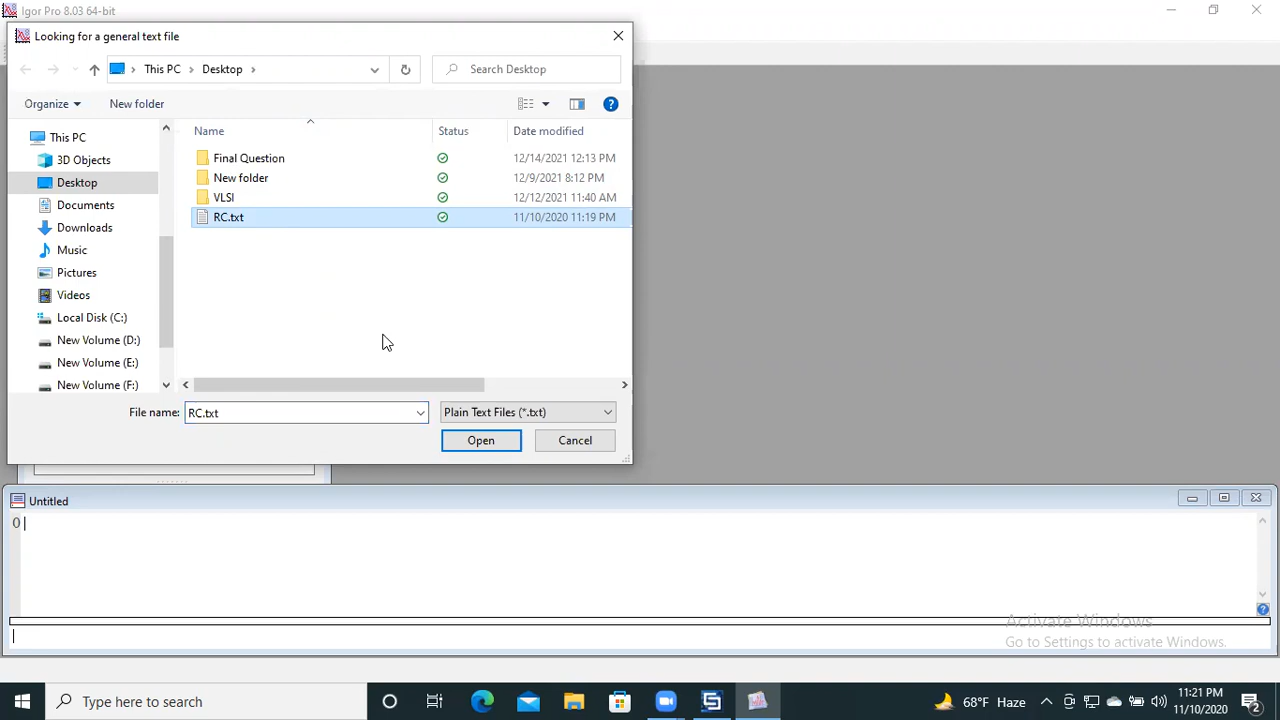 Igor Pro 8.03 64-bit
Looking for a general text file
This PC > Desktop >
Search Desktop
Organize
New folder
Name Status Date modified
This PC
3D Objects
Desktop
Documents
Downloads
Music
Pictures
Videos
Local Disk (C:)
New Volume (D:)
New Volume (E:)
New Volume (F:)
Final Question 12/14/2021 12:13 PM
New folder 12/9/2021 8:12 PM
VLSI 12/12/2021 11:40 AM
RC.txt 11/10/2020 11:19 PM
File name: RC.txt
Plain Text Files (*.txt)
Open Cancel
Untitled
0
Activate Windows
Go to Settings to activate Windows.
Type here to search
68°F Haze
11:21 PM
11/10/2020
2